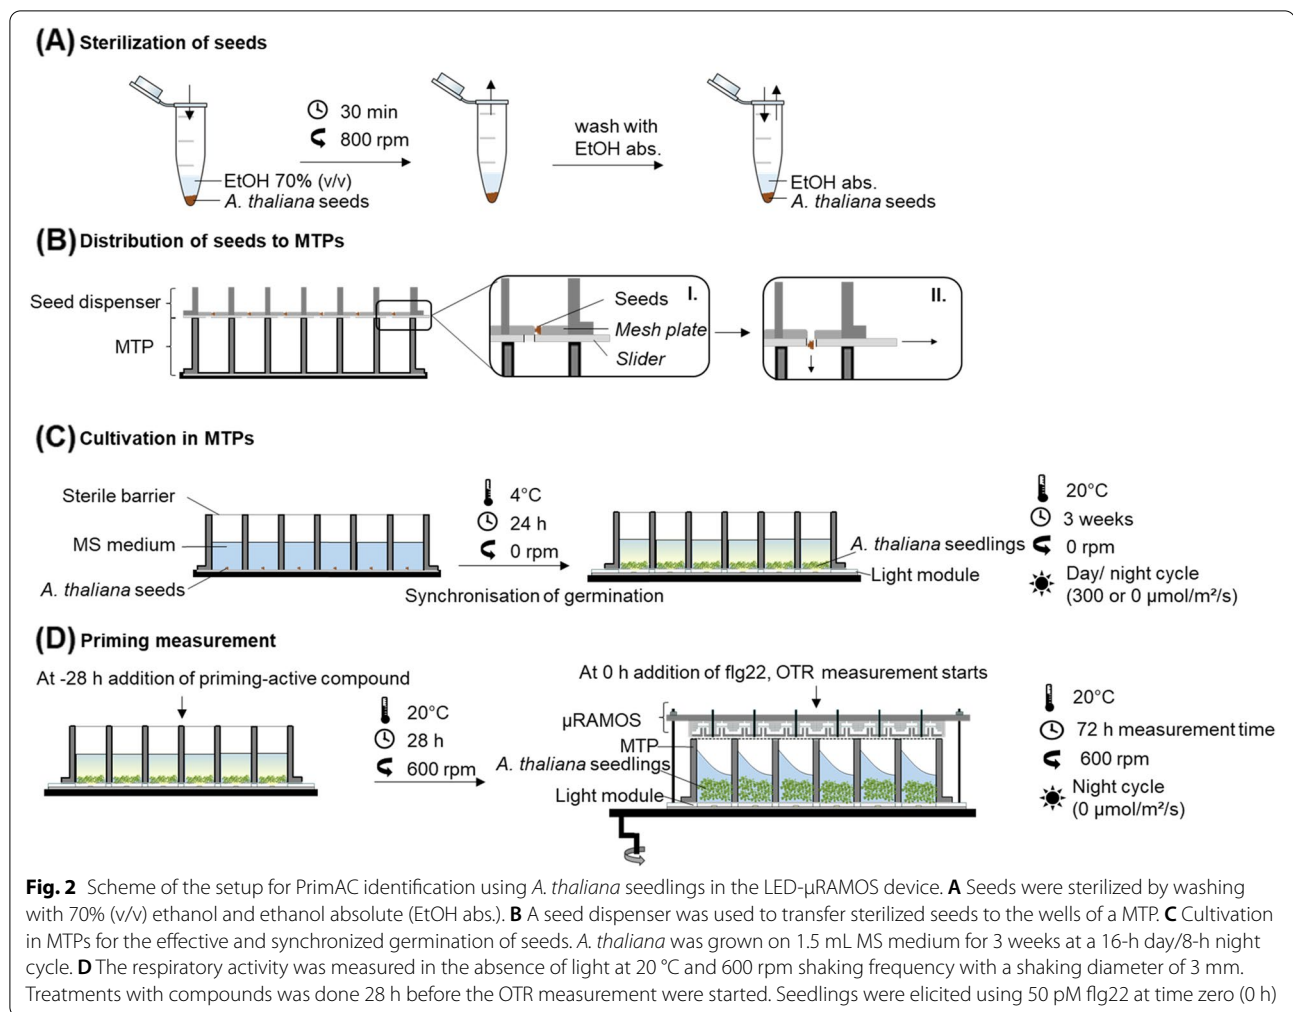 (A) Sterilization of seeds
30 min
800 rpm
EtOH 70% (v/v)
A. thaliana seeds
wash with
EtOH abs.
EtOH abs.
A. thaliana seeds
(B) Distribution of seeds to MTPs
Seed dispenser
MTP
Seeds
I.
Mesh plate
Slider
II.
(C) Cultivation in MTPs
Sterile barrier
MS medium
A. thaliana seeds
4°C
24 h
0 rpm
Synchronisation of germination
A. thaliana seedlings
Light module
20°C
3 weeks
0 rpm
Day/ night cycle
(300 or 0 µmol/m²/s)
(D) Priming measurement
At -28 h addition of priming-active compound
20°C
28 h
600 rpm
At 0 h addition of flg22, OTR measurement starts
µRAMOS
MTP
A. thaliana seedlings
Light module
20°C
72 h measurement time
600 rpm
Night cycle
(0 µmol/m²/s)
Fig. 2 Scheme of the setup for PrimAC identification using A. thaliana seedlings in the LED-µRAMOS device. A Seeds were sterilized by washing
with 70% (v/v) ethanol and ethanol absolute (EtOH abs.). B A seed dispenser was used to transfer sterilized seeds to the wells of a MTP. C Cultivation
in MTPs for the effective and synchronized germination of seeds. A. thaliana was grown on 1.5 mL MS medium for 3 weeks at a 16-h day/8-h night
cycle. D The respiratory activity was measured in the absence of light at 20 °C and 600 rpm shaking frequency with a shaking diameter of 3 mm.
Treatments with compounds was done 28 h before the OTR measurement were started. Seedlings were elicited using 50 pM flg22 at time zero (0 h)